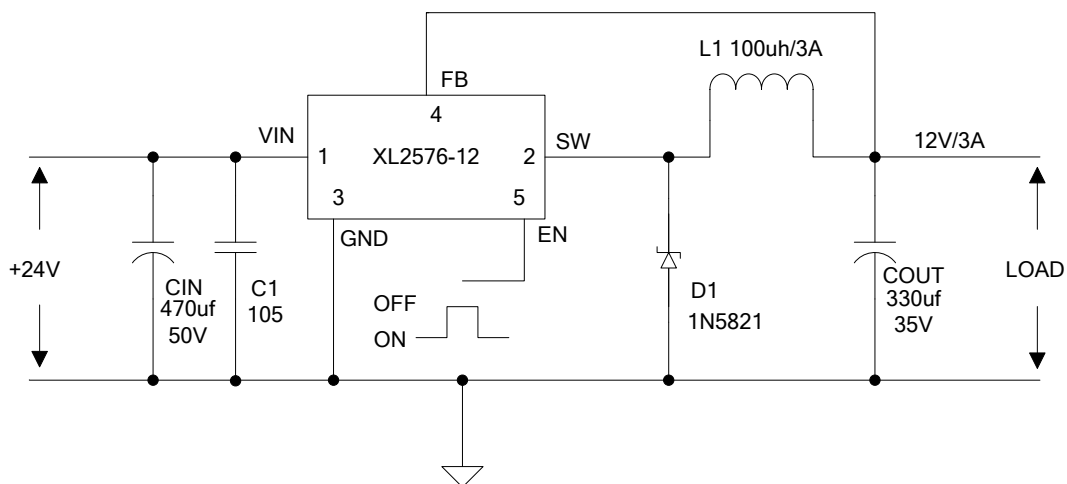 L1 100uh/3A
FB
4
VIN
1
XL2576-12
2
SW
12V/3A
3
5
GND
EN
+24V
CIN
470uf
50V
C1
105
OFF
ON
D1
1N5821
COUT
330uf
35V
LOAD